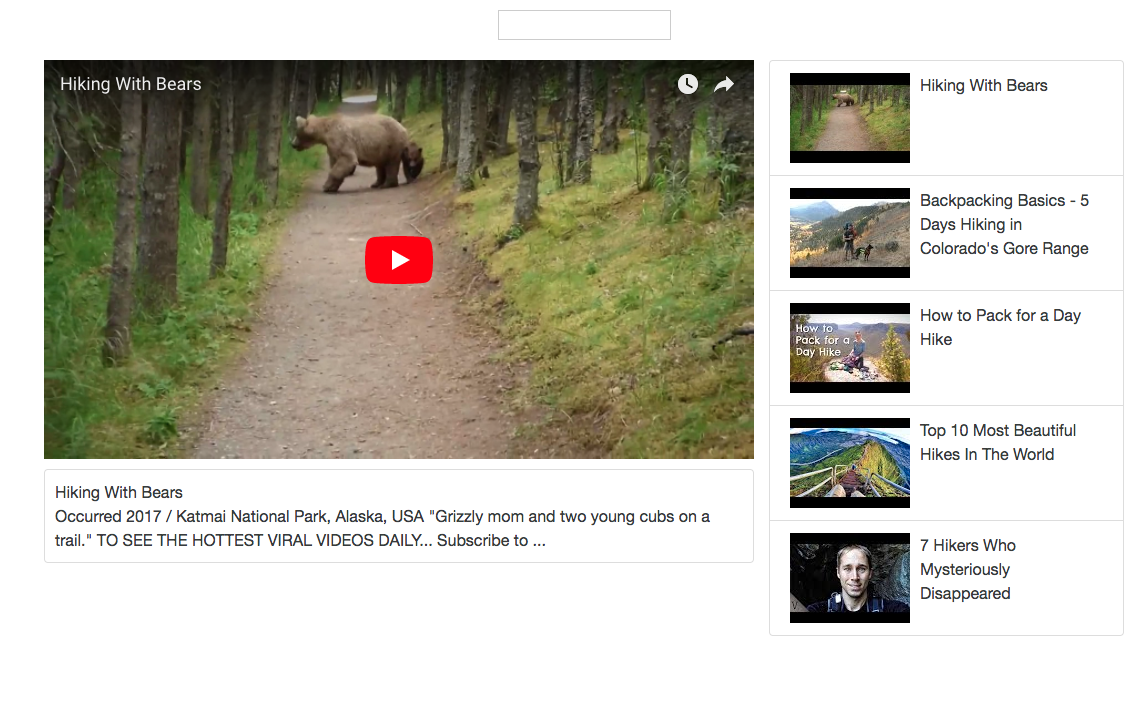 Hiking With Bears
Hiking With Bears
Occurred 2017 / Katmai National Park, Alaska, USA "Grizzly mom and two young cubs on a
trail." TO SEE THE HOTTEST VIRAL VIDEOS DAILY... Subscribe to ...
Hiking With Bears
Backpacking Basics - 5
Days Hiking in
Colorado's Gore Range
How to
Pack for a
Day Hike
How to Pack for a Day
Hike
Top 10 Most Beautiful
Hikes In The World
V
7 Hikers Who
Mysteriously
Disappeared